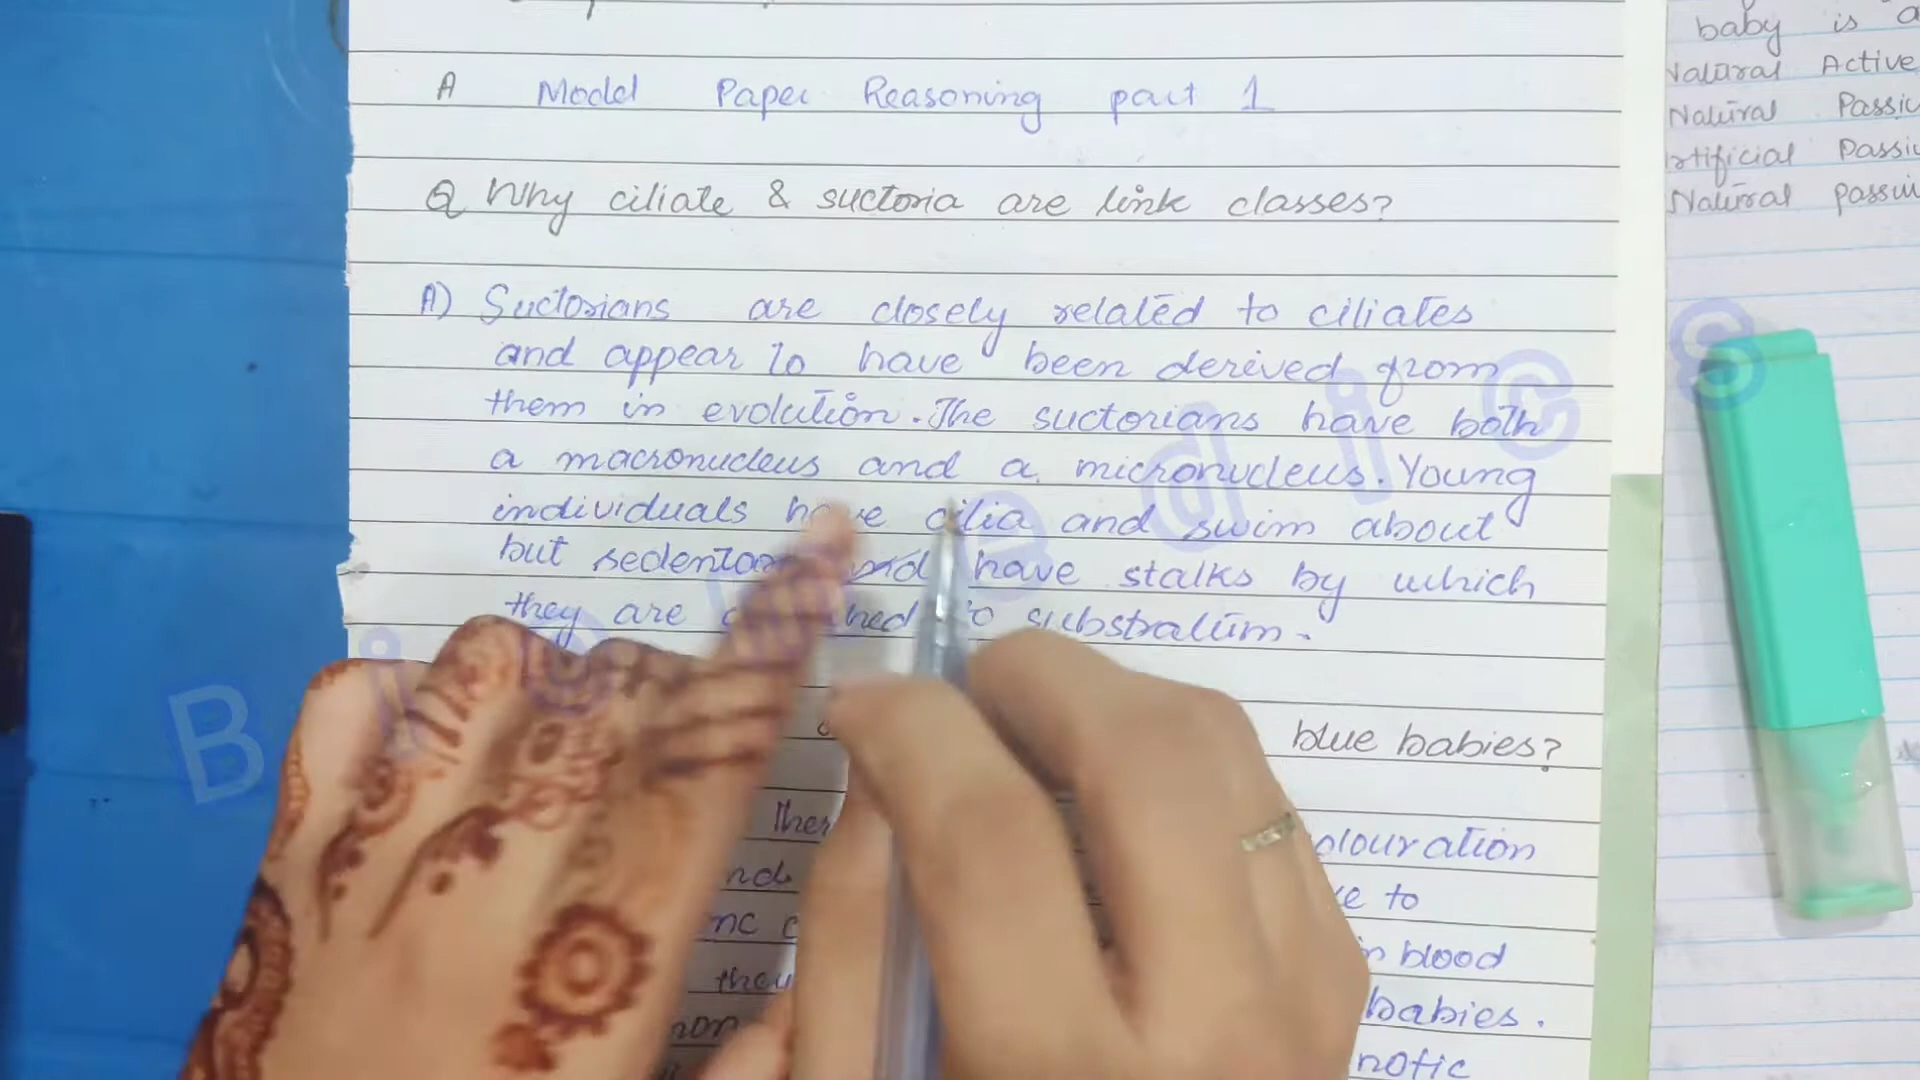 A Model Paper Reasoning part 1
Q Why ciliate & suctoria are link classes?
A) Suctorians are closely related to ciliates
and appear to have been derived from
them in evolution. The suctorians have both
a macronucleus and a micronucleus. Young
individuals have cilia and swim about
but have stalks by which
they are to substratum.
blue babies?
olouration
e to
blood
babies.
notic
baby is a
Natural Active
Natural Passiv
rtificial Passiv
Natural passiv
Biomedics